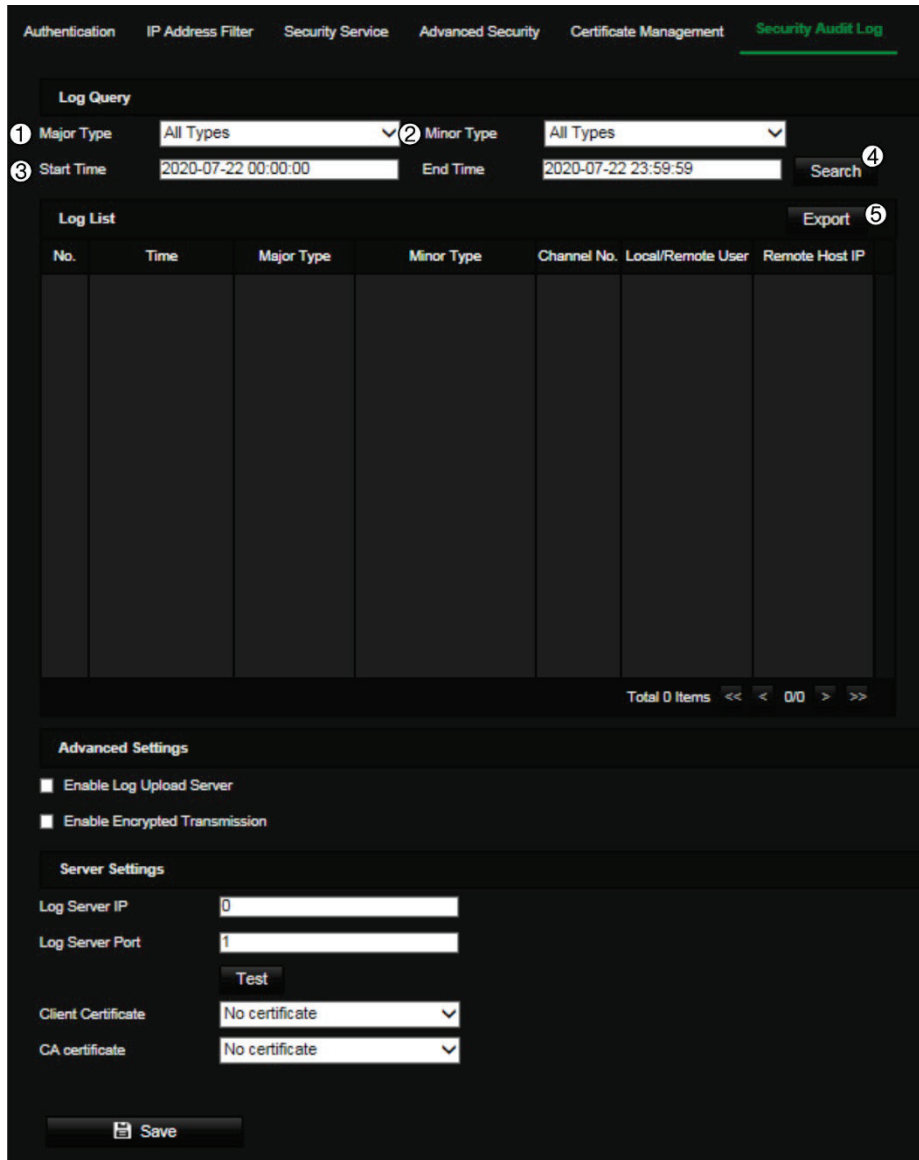 Authentication IP Address Filter Security Service Advanced Security Certificate Management Security Audit Log
Log Query
① Major Type All Types ② Minor Type All Types
③ Start Time 2020-07-22 00:00:00 End Time 2020-07-22 23:59:59 Search ④
Log List Export ⑤
No. Time Major Type Minor Type Channel No. Local/Remote User Remote Host IP
Total 0 Items << < 0/0 > >>
Advanced Settings
Enable Log Upload Server
Enable Encrypted Transmission
Server Settings
Log Server IP 0
Log Server Port 1
Test
Client Certificate No certificate
CA certificate No certificate
Save